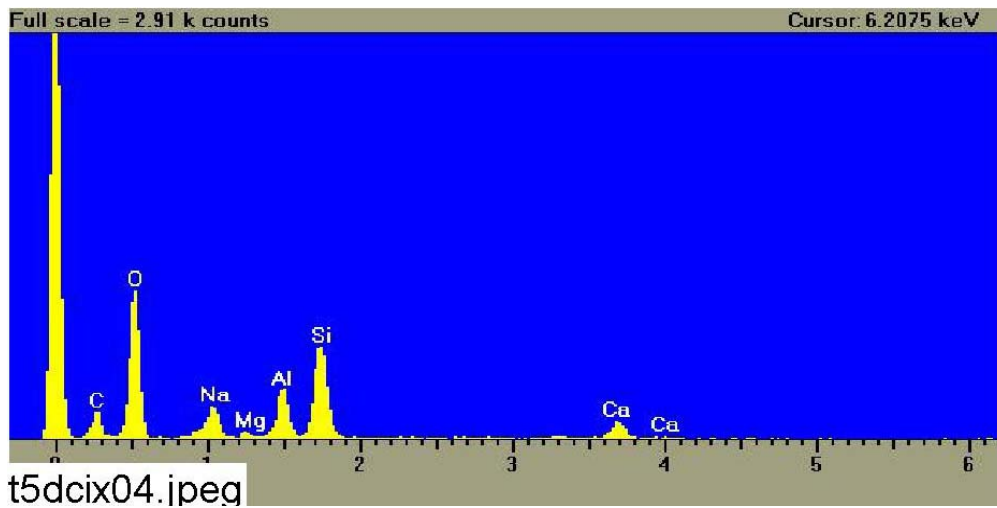 Full scale = 2.91 k counts Cursor: 6.2075 keV
O
Si
C Na Mg Al Ca Ca
0 1 2 3 4 5 6
t5dcix04.jpeg